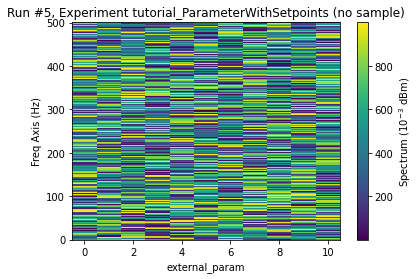 Run #5, Experiment tutorial_ParameterWithSetpoints (no sample)
500
400
300
200
100
0
Freq Axis (Hz)
0 2 4 6 8 10
external_param
800
600
400
200
Spectrum (10⁻³ dBm)